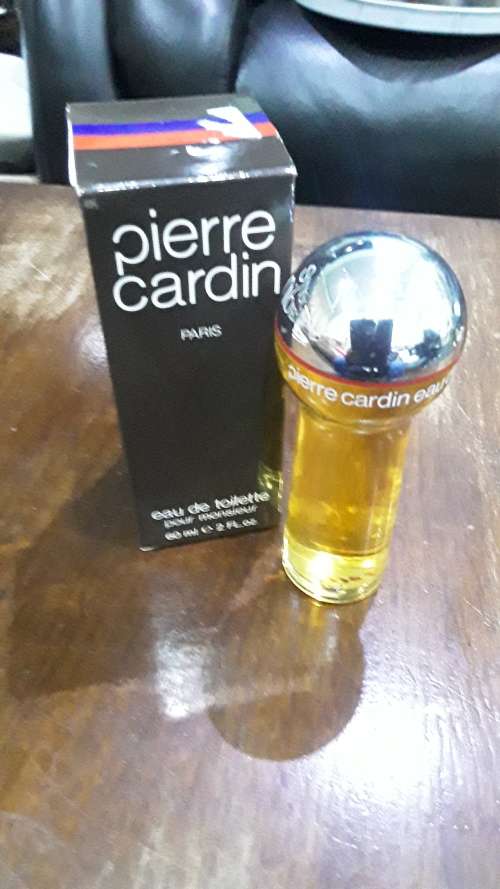 pierre
cardin
PARIS
eau de toilette
pour monsieur
60 ml e 2 FL.oz
pierre cardin eau